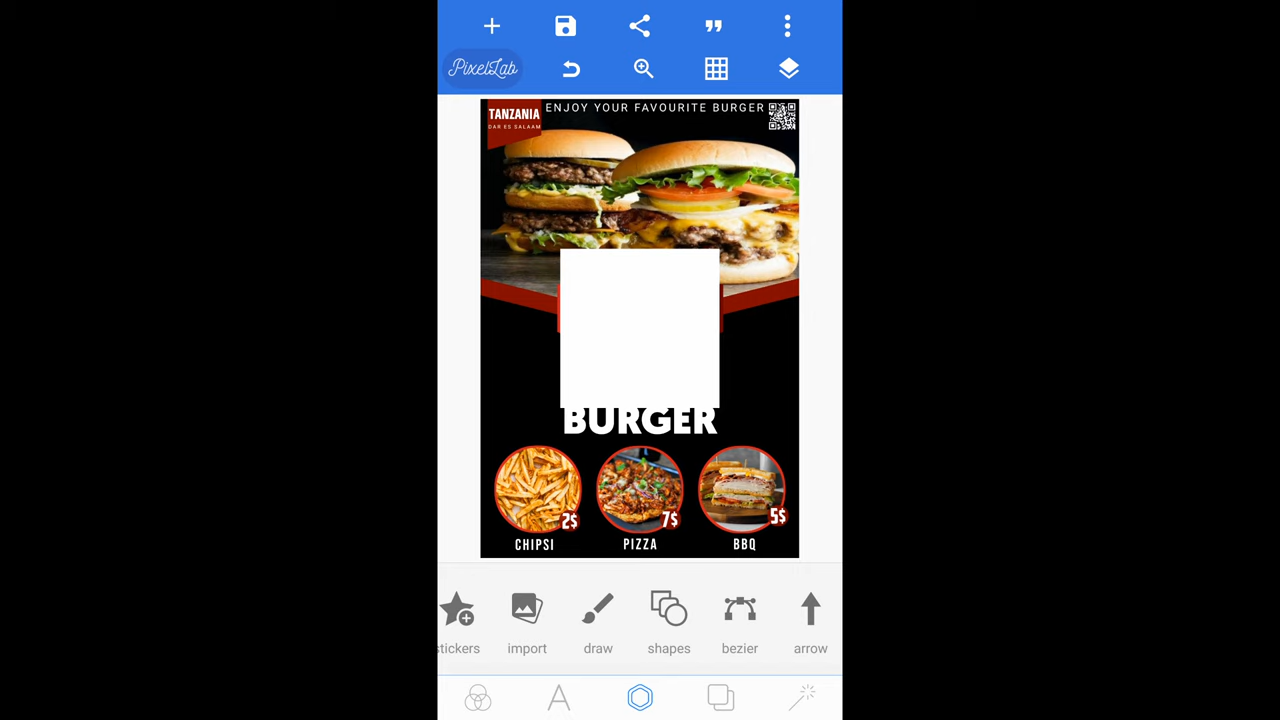 PixelLab
TANZANIA
DAR ES SALAAM
ENJOY YOUR FAVOURITE BURGER
BURGER
2$
7$
5$
CHIPSI
PIZZA
BBQ
stickers
import
draw
shapes
bezier
arrow